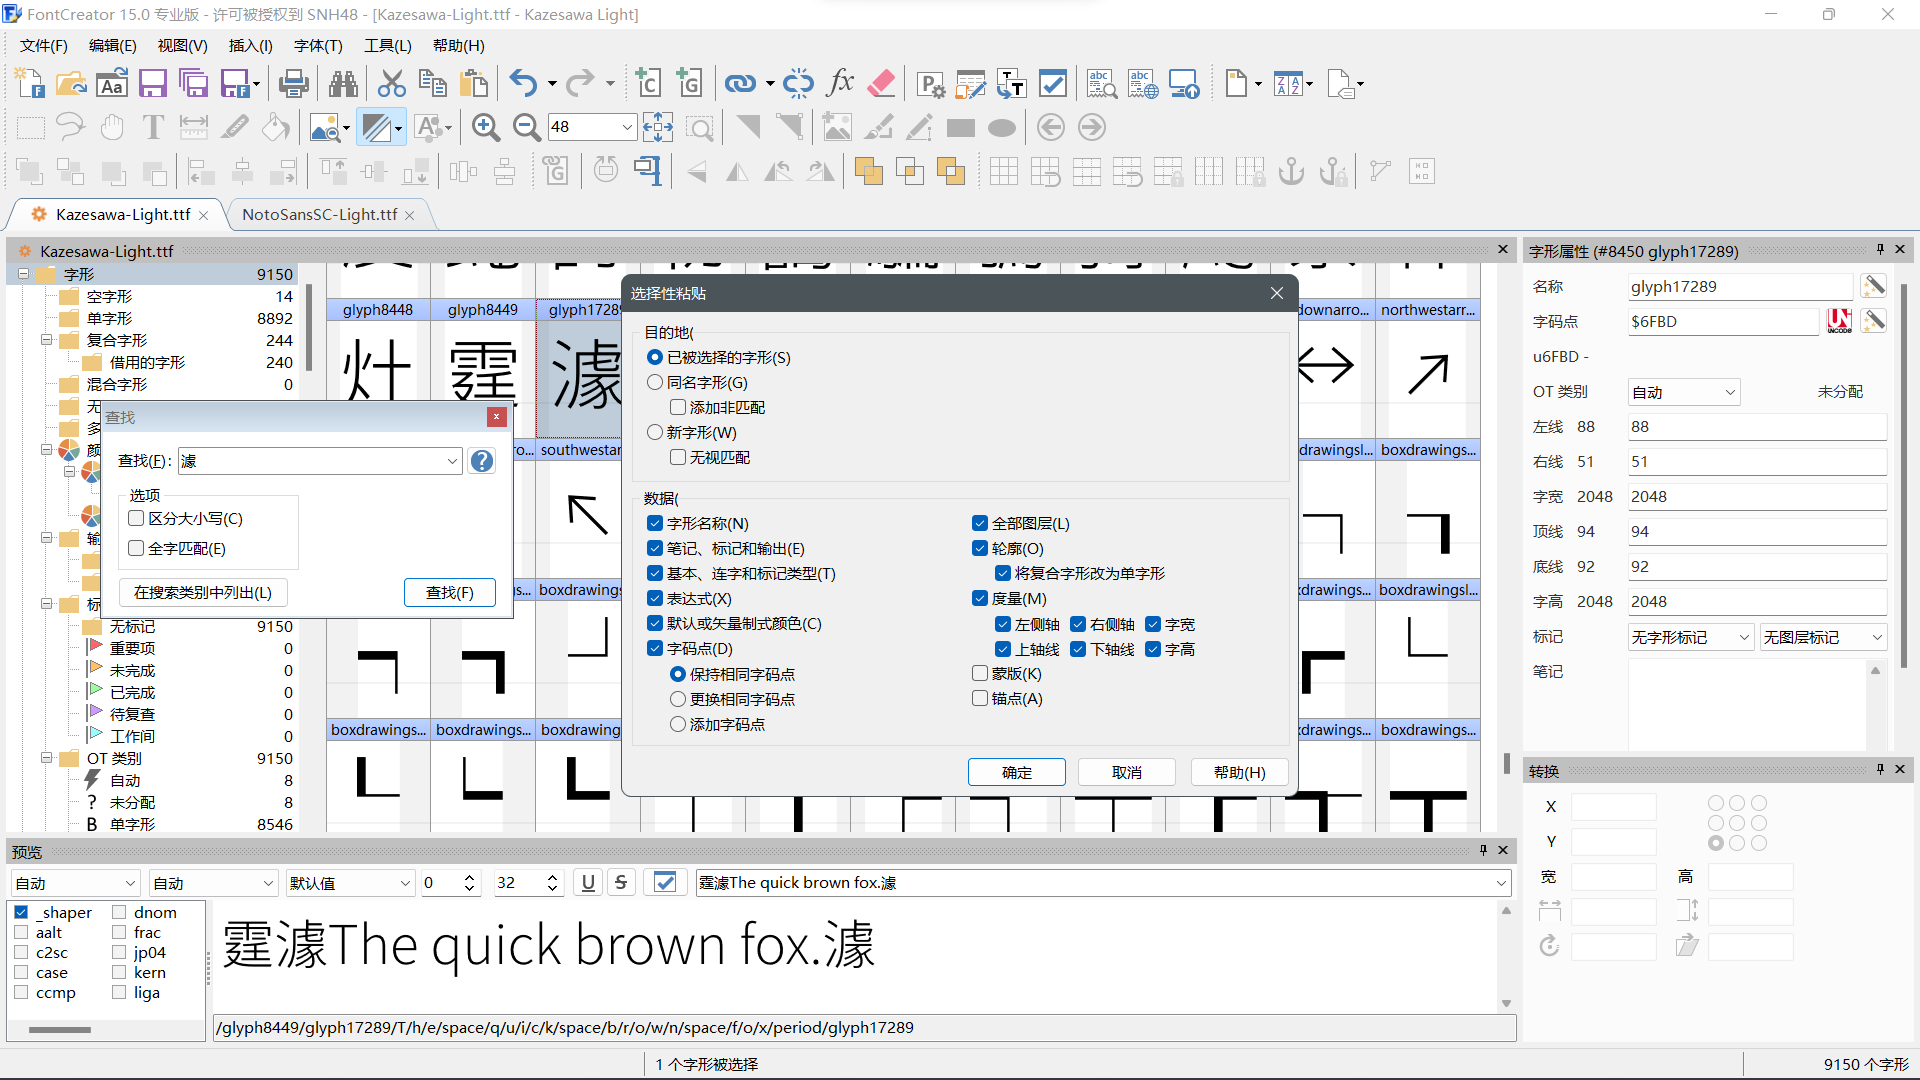 FontCreator 15.0 专业版 - 许可被授权到 SNH48 - [Kazesawa-Light.ttf - Kazesawa Light]
文件(F) 编辑(E) 视图(V) 插入(I) 字体(T) 工具(L) 帮助(H)
48
Kazesawa-Light.ttf NotoSansSC-Light.ttf
Kazesawa-Light.ttf
字形 9150
空字形 14
单字形 8892
复合字形 244
借用的字形 240
混合字形 0
无标记 9150
重要项 0
未完成 0
已完成 0
待复查 0
工作间 0
OT 类别 9150
自动 8
未分配 8
单字形 8546
glyph8448 glyph8449 glyph17289
灶 霆 澽
downarro... northwestarr...
southwestar
drawingsl... boxdrawings...
boxdrawings
drawings... boxdrawingsl...
boxdrawings... boxdrawings... boxdrawings
drawings... boxdrawings...
查找
查找(F): 澽
选项
区分大小写(C)
全字匹配(E)
在搜索类别中列出(L) 查找(F)
选择性粘贴
目的地(
已被选择的字形(S)
同名字形(G)
添加非匹配
新字形(W)
无视匹配
数据(
字形名称(N)
笔记、标记和输出(E)
基本、连字和标记类型(T)
表达式(X)
默认或矢量制式颜色(C)
字码点(D)
保持相同字码点
更换相同字码点
添加字码点
全部图层(L)
轮廓(O)
将复合字形改为单字形
度量(M)
左侧轴 右侧轴 字宽
上轴线 下轴线 字高
蒙版(K)
锚点(A)
确定 取消 帮助(H)
字形属性 (#8450 glyph17289)
名称 glyph17289
字码点 $6FBD
u6FBD -
OT 类别 自动 未分配
左线 88 88
右线 51 51
字宽 2048 2048
顶线 94 94
底线 92 92
字高 2048 2048
标记 无字形标记 无图层标记
笔记
转换
X
Y
宽 高
预览
自动 自动 默认值 0 32 U S 霆澽The quick brown fox.澽
_shaper dnom
aalt frac
c2sc jp04
case kern
ccmp liga
霆澽The quick brown fox.澽
/glyph8449/glyph17289/T/h/e/space/q/u/i/c/k/space/b/r/o/w/n/space/f/o/x/period/glyph17289
1 个字形被选择 9150 个字形